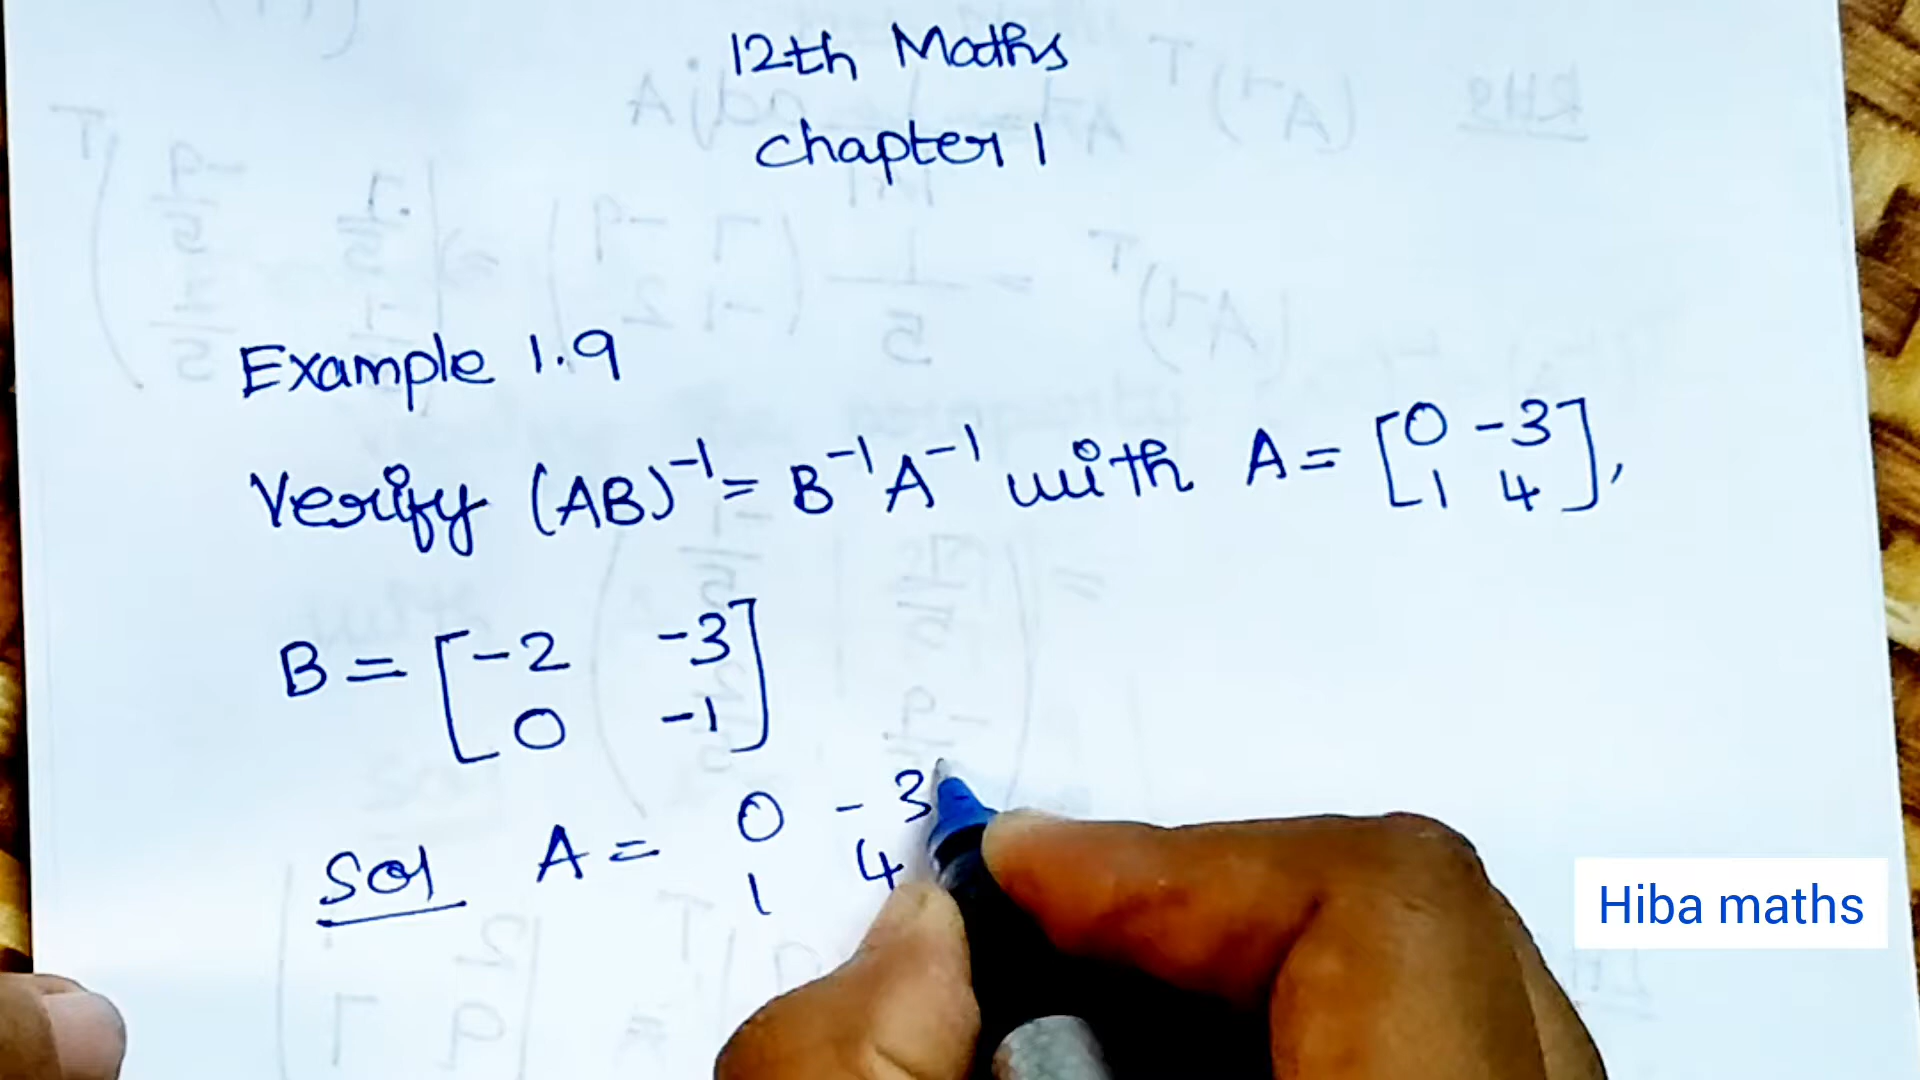 12th Maths
chapter 1
Example 1.9
Verify (AB)⁻¹ = B⁻¹A⁻¹ with A = [0 -3
1 4],
B = [-2 -3
0 -1]
Sol A = 0 -3
1 4
Hiba maths